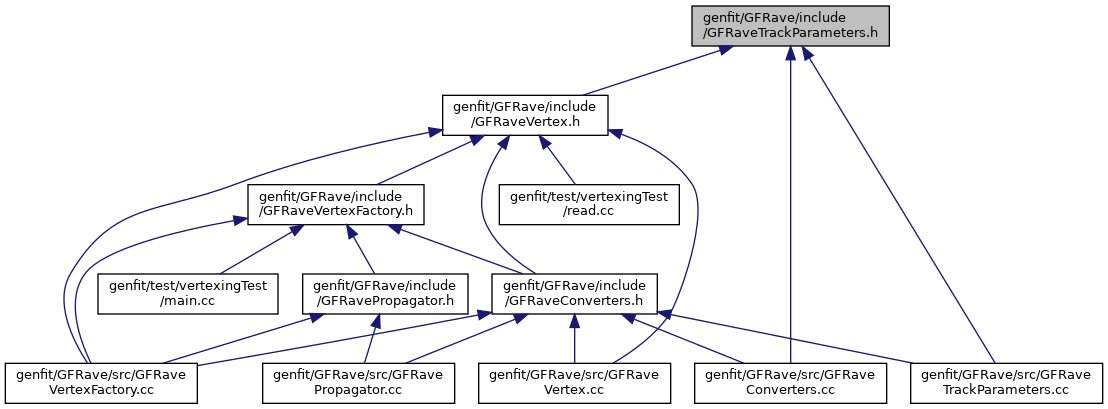 genfit/GFRave/include
/GFRaveTrackParameters.h
genfit/GFRave/include
/GFRaveVertex.h
genfit/GFRave/include
/GFRaveVertexFactory.h
genfit/test/vertexingTest
/read.cc
genfit/test/vertexingTest
/main.cc
genfit/GFRave/include
/GFRavePropagator.h
genfit/GFRave/include
/GFRaveConverters.h
genfit/GFRave/src/GFRave
VertexFactory.cc
genfit/GFRave/src/GFRave
Propagator.cc
genfit/GFRave/src/GFRave
Vertex.cc
genfit/GFRave/src/GFRave
Converters.cc
genfit/GFRave/src/GFRave
TrackParameters.cc